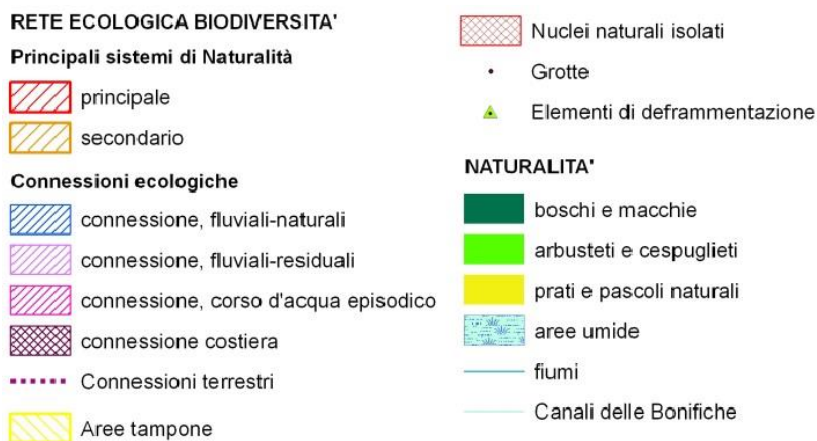 RETE ECOLOGICA BIODIVERSITA'
Principali sistemi di Naturalità
principale
secondario
Connessioni ecologiche
connessione, fluviali-naturali
connessione, fluviali-residuali
connessione, corso d'acqua episodico
connessione costiera
Connessioni terrestri
Aree tampone
Nuclei naturali isolati
Grotte
Elementi di deframmentazione
NATURALITA'
boschi e macchie
arbusteti e cespuglieti
prati e pascoli naturali
aree umide
fiumi
Canali delle Bonifiche